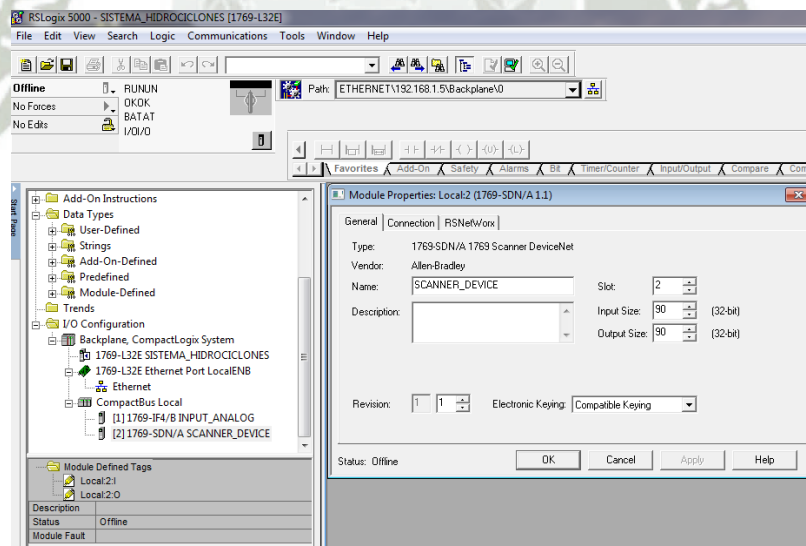 RSLogix 5000 - SISTEMA_HIDROCICLONES [1769-L32E]
File Edit View Search Logic Communications Tools Window Help
Offline
RUNUN
No Forces
OKOK
No Edits
BATAT
I/OI/O
Path: ETHERNET\192.168.1.5\Backplane\0
Favorites Add-On Safety Alarms Bit Timer/Counter Input/Output Compare Com
Start Page
Add-On Instructions
Data Types
User-Defined
Strings
Add-On-Defined
Predefined
Module-Defined
Trends
I/O Configuration
Backplane, CompactLogix System
1769-L32E SISTEMA_HIDROCICLONES
1769-L32E Ethernet Port LocalENB
Ethernet
CompactBus Local
[1] 1769-IF4/B INPUT_ANALOG
[2] 1769-SDN/A SCANNER_DEVICE
Module Defined Tags
Local:2:I
Local:2:O
Description
Status Offline
Module Fault
Module Properties: Local:2 (1769-SDN/A 1.1)
General Connection RSNetWorx
Type: 1769-SDN/A 1769 Scanner DeviceNet
Vendor: Allen-Bradley
Name: SCANNER_DEVICE Slot: 2
Description: Input Size: 90 (32-bit)
Output Size: 90 (32-bit)
Revision: 1 1 Electronic Keying: Compatible Keying
Status: Offline OK Cancel Apply Help